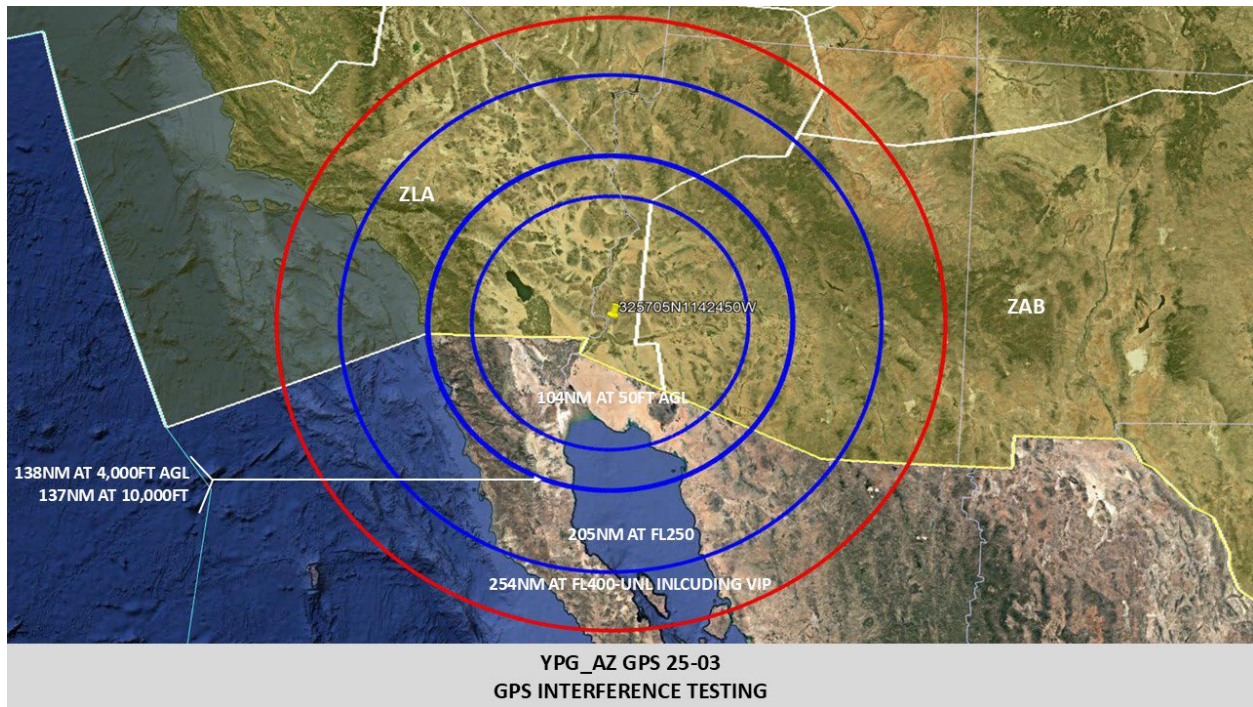 ZLA
325705N1142450W
ZAB
104NM AT 50FT AGL
138NM AT 4,000FT AGL
137NM AT 10,000FT
205NM AT FL250
254NM AT FL400-UNL INLCUDING VIP
YPG_AZ GPS 25-03
GPS INTERFERENCE TESTING